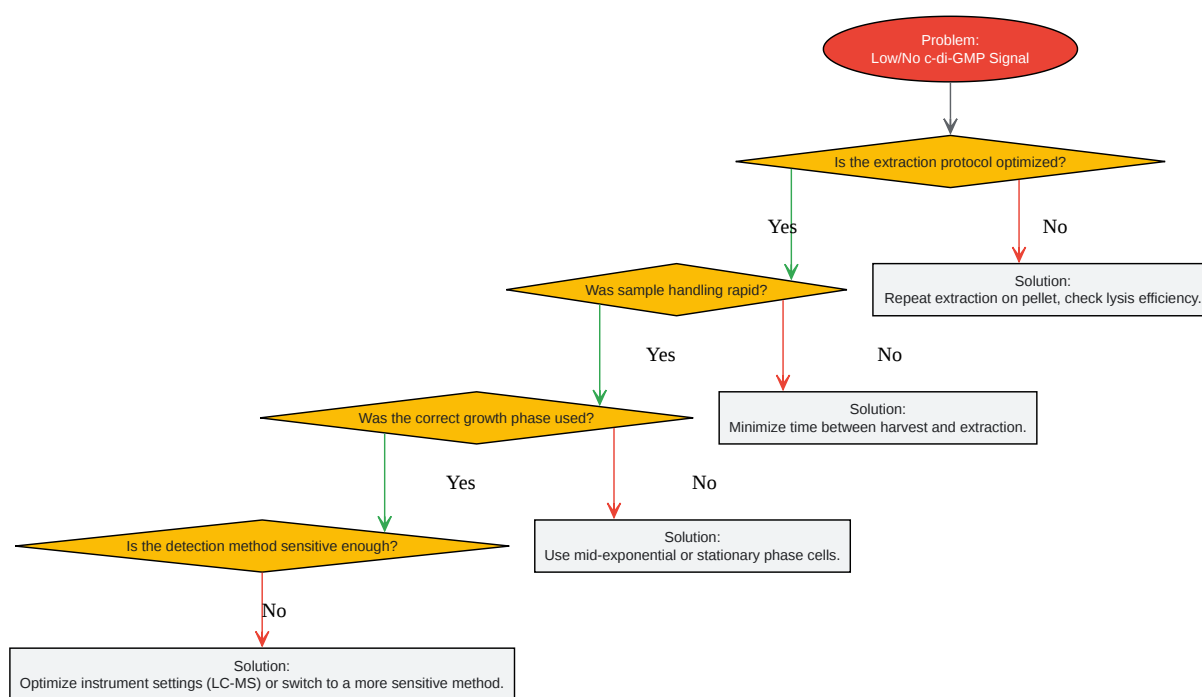 Problem:
Low/No c-di-GMP Signal
Is the extraction protocol optimized?
Yes
No
Solution:
Repeat extraction on pellet, check lysis efficiency.
Was sample handling rapid?
Yes
No
Solution:
Minimize time between harvest and extraction.
Was the correct growth phase used?
Yes
No
Solution:
Use mid-exponential or stationary phase cells.
Is the detection method sensitive enough?
No
Solution:
Optimize instrument settings (LC-MS) or switch to a more sensitive method.